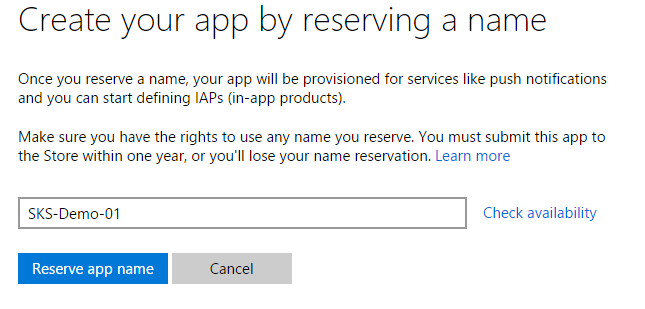 Create your app by reserving a name
Once you reserve a name, your app will be provisioned for services like push notifications
and you can start defining IAPs (in-app products).
Make sure you have the rights to use any name you reserve. You must submit this app to
the Store within one year, or you'll lose your name reservation. Learn more
SKS-Demo-01 Check availability
Reserve app name Cancel